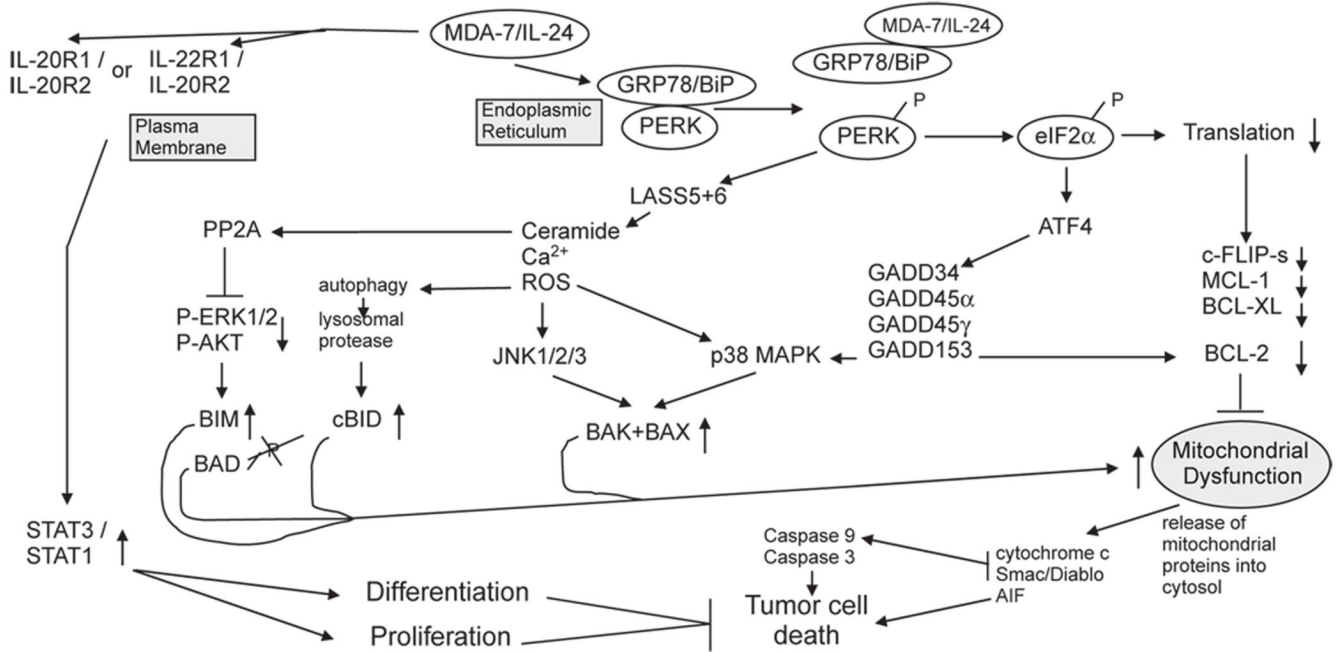 MDA-7/IL-24
MDA-7/IL-24
IL-20R1 /
IL-20R2
or
IL-22R1 /
IL-20R2
GRP78/BiP
PERK
GRP78/BiP
Endoplasmic
Reticulum
Plasma
Membrane
P
PERK
P
eIF2α
Translation
LASS5+6
PP2A
Ceramide
Ca²⁺
ROS
ATF4
c-FLIP-s
MCL-1
BCL-XL
GADD34
GADD45α
GADD45γ
GADD153
autophagy
lysosomal
protease
P-ERK1/2
P-AKT
JNK1/2/3
p38 MAPK
BCL-2
BIM
cBID
BAK+BAX
BAD
P
Mitochondrial
Dysfunction
STAT3 /
STAT1
release of
mitochondrial
proteins into
cytosol
Caspase 9
Caspase 3
cytochrome c
Smac/Diablo
AIF
Differentiation
Proliferation
Tumor cell
death